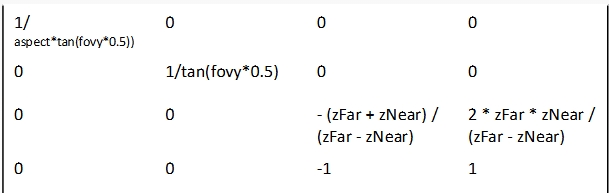 1/ 0 0 0
aspect*tan(fovy*0.5))
0 1/tan(fovy*0.5) 0 0
0 0 - (zFar + zNear) / 2 * zFar * zNear /
(zFar - zNear) (zFar - zNear)
0 0 -1 1